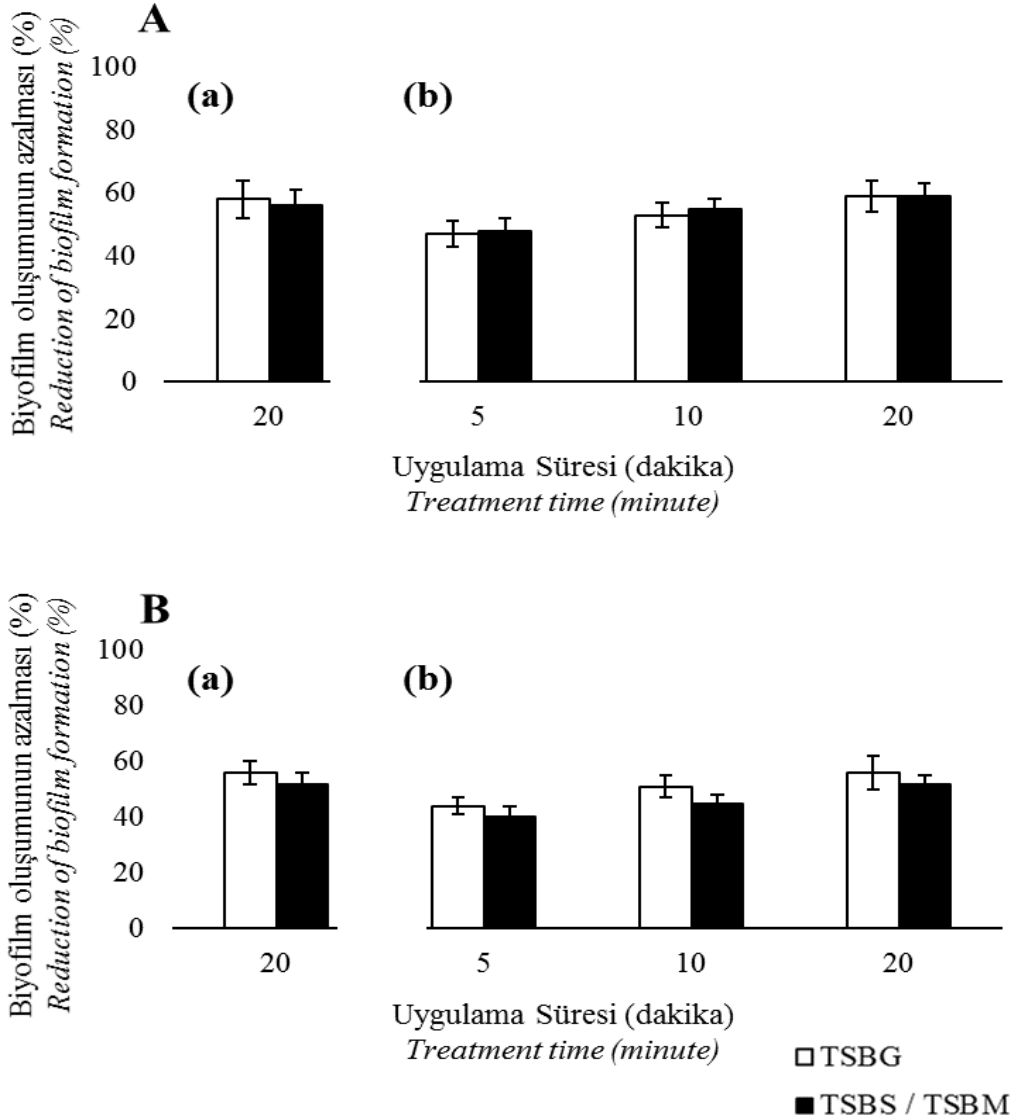 A
Biyofilm oluşumunun azalması (%)
Reduction of biofilm formation (%)
100
80
60
40
20
0
(a)
(b)
20
5
10
20
Uygulama Süresi (dakika)
Treatment time (minute)
B
Biyofilm oluşumunun azalması (%)
Reduction of biofilm formation (%)
100
80
60
40
20
0
(a)
(b)
20
5
10
20
Uygulama Süresi (dakika)
Treatment time (minute)
TSBG
TSBS / TSBM